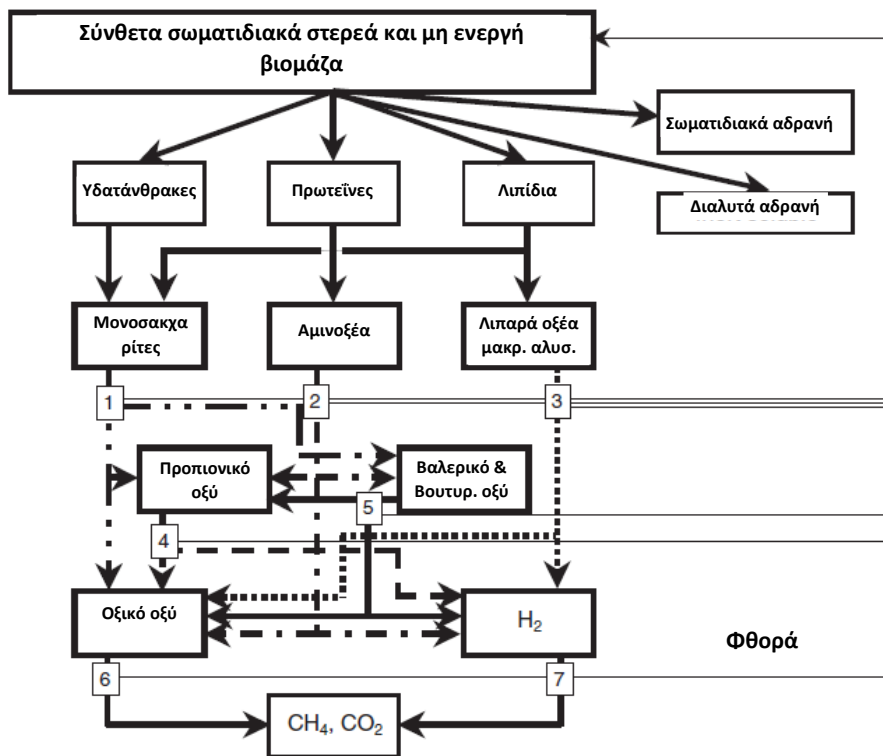 Σύνθετα σωματιδιακά στερεά και μη ενεργή
βιομάζα
Σωματιδιακά αδρανή
Υδατάνθρακες
Πρωτεΐνες
Λιπίδια
Διαλυτά αδρανή
Μονοσακχα
ρίτες
Αμινοξέα
Λιπαρά οξέα
μακρ. αλυσ.
1
2
3
Προπιονικό
οξύ
Βαλερικό &
Βουτυρ. οξύ
5
4
Οξικό οξύ
H₂
Φθορά
6
7
CH₄, CO₂